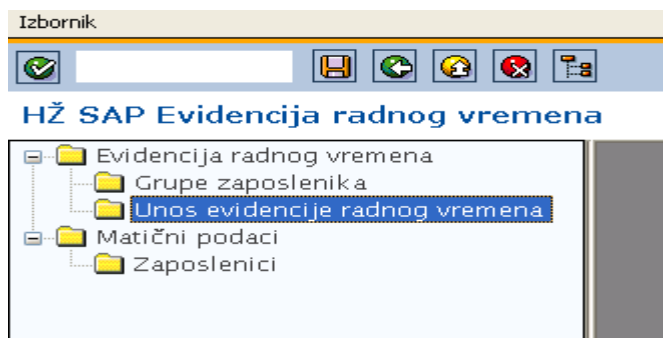 Izbornik
HŽ SAP Evidencija radnog vremena
Evidencija radnog vremena
Grupe zaposlenika
Unos evidencije radnog vremena
Matični podaci
Zaposlenici